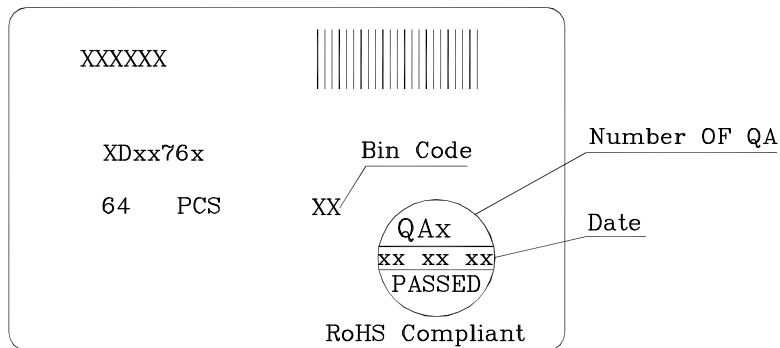 XXXXXX
Number OF QA
XDxx76x
Bin Code
64 PCS
XX
QAx
Date
xx xx xx
PASSED
RoHS Compliant